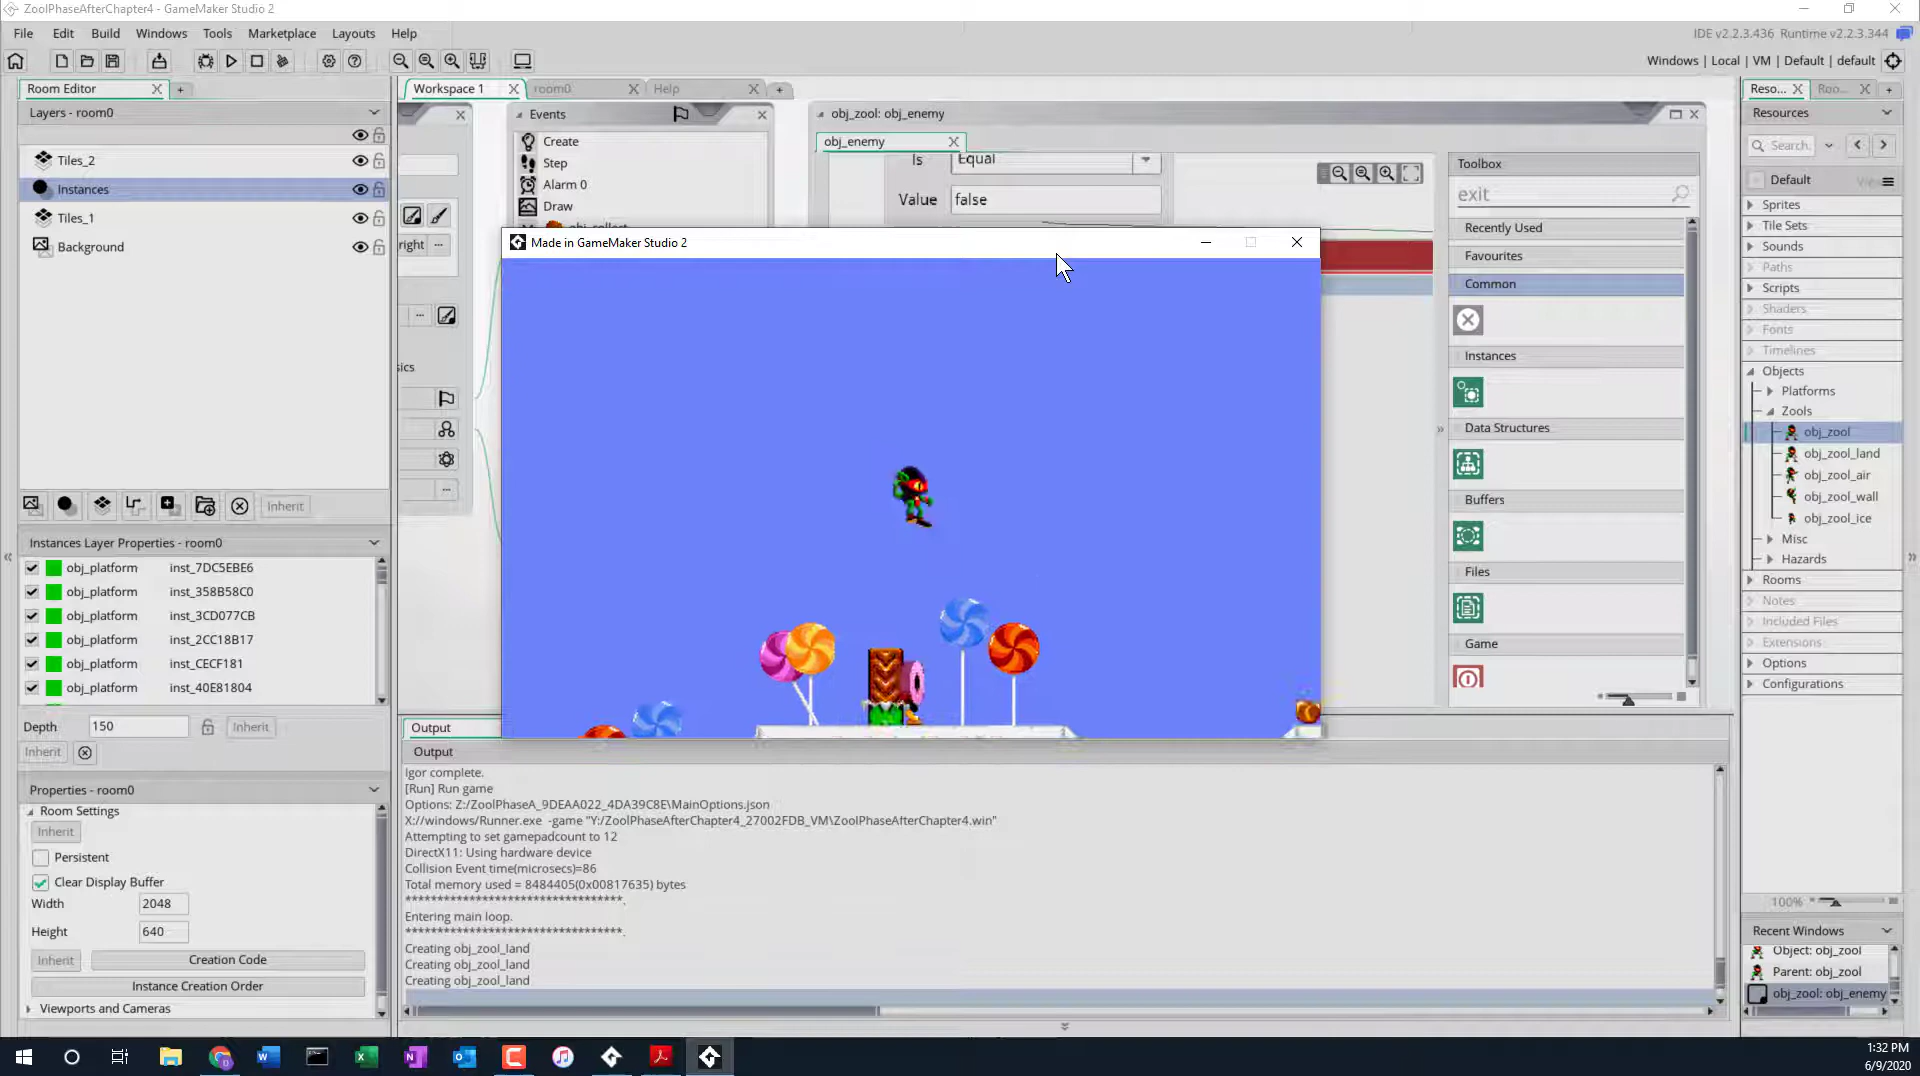 ZoolPhaseAfterChapter4 - GameMaker Studio 2
File Edit Build Windows Tools Marketplace Layouts Help
IDE v2.2.3.436 Runtime v2.2.3.344
Windows | Local | VM | Default | default
Room Editor
Workspace 1
room0
Help
Reso...
Roo...
Layers - room0
Events
obj_zool: obj_enemy
Resources
Create
obj_enemy
Search.
Tiles_2
Step
Is Equal
Toolbox
Default
Instances
Alarm 0
Value false
exit
Sprites
Tiles_1
Draw
Recently Used
Tile Sets
Background
right
Made in GameMaker Studio 2
Favourites
Sounds
Common
Paths
Scripts
Instances
Shaders
Fonts
Timelines
Data Structures
Objects
Platforms
Buffers
Zools
obj_zool
Files
obj_zool_land
obj_zool_air
Game
obj_zool_wall
obj_zool_ice
Misc
Hazards
Rooms
Notes
Included Files
Extensions
Options
Configurations
sics
Inherit
Instances Layer Properties - room0
obj_platform inst_7DC5EBE6
obj_platform inst_358B58C0
obj_platform inst_3CD077CB
obj_platform inst_2CC18B17
obj_platform inst_CECF181
obj_platform inst_40E81804
Depth 150 Inherit
Inherit
Properties - room0
Room Settings
Inherit
Persistent
Clear Display Buffer
Width 2048
Height 640
Inherit Creation Code
Instance Creation Order
Viewports and Cameras
Output
Output
Igor complete.
[Run] Run game
Options: Z:/ZoolPhaseA_9DEAA022_4DA39C8E\MainOptions.json
X://windows/Runner.exe -game "Y:/ZoolPhaseAfterChapter4_27002FDB_VM\ZoolPhaseAfterChapter4.win"
Attempting to set gamepadcount to 12
DirectX11: Using hardware device
Collision Event time(microsecs)=86
Total memory used = 8484405(0x00817635) bytes
**********************************.
Entering main loop.
**********************************.
Creating obj_zool_land
Creating obj_zool_land
Creating obj_zool_land
100%
Recent Windows
Object: obj_zool
Parent: obj_zool
obj_zool: obj_enemy
1:32 PM
6/9/2020